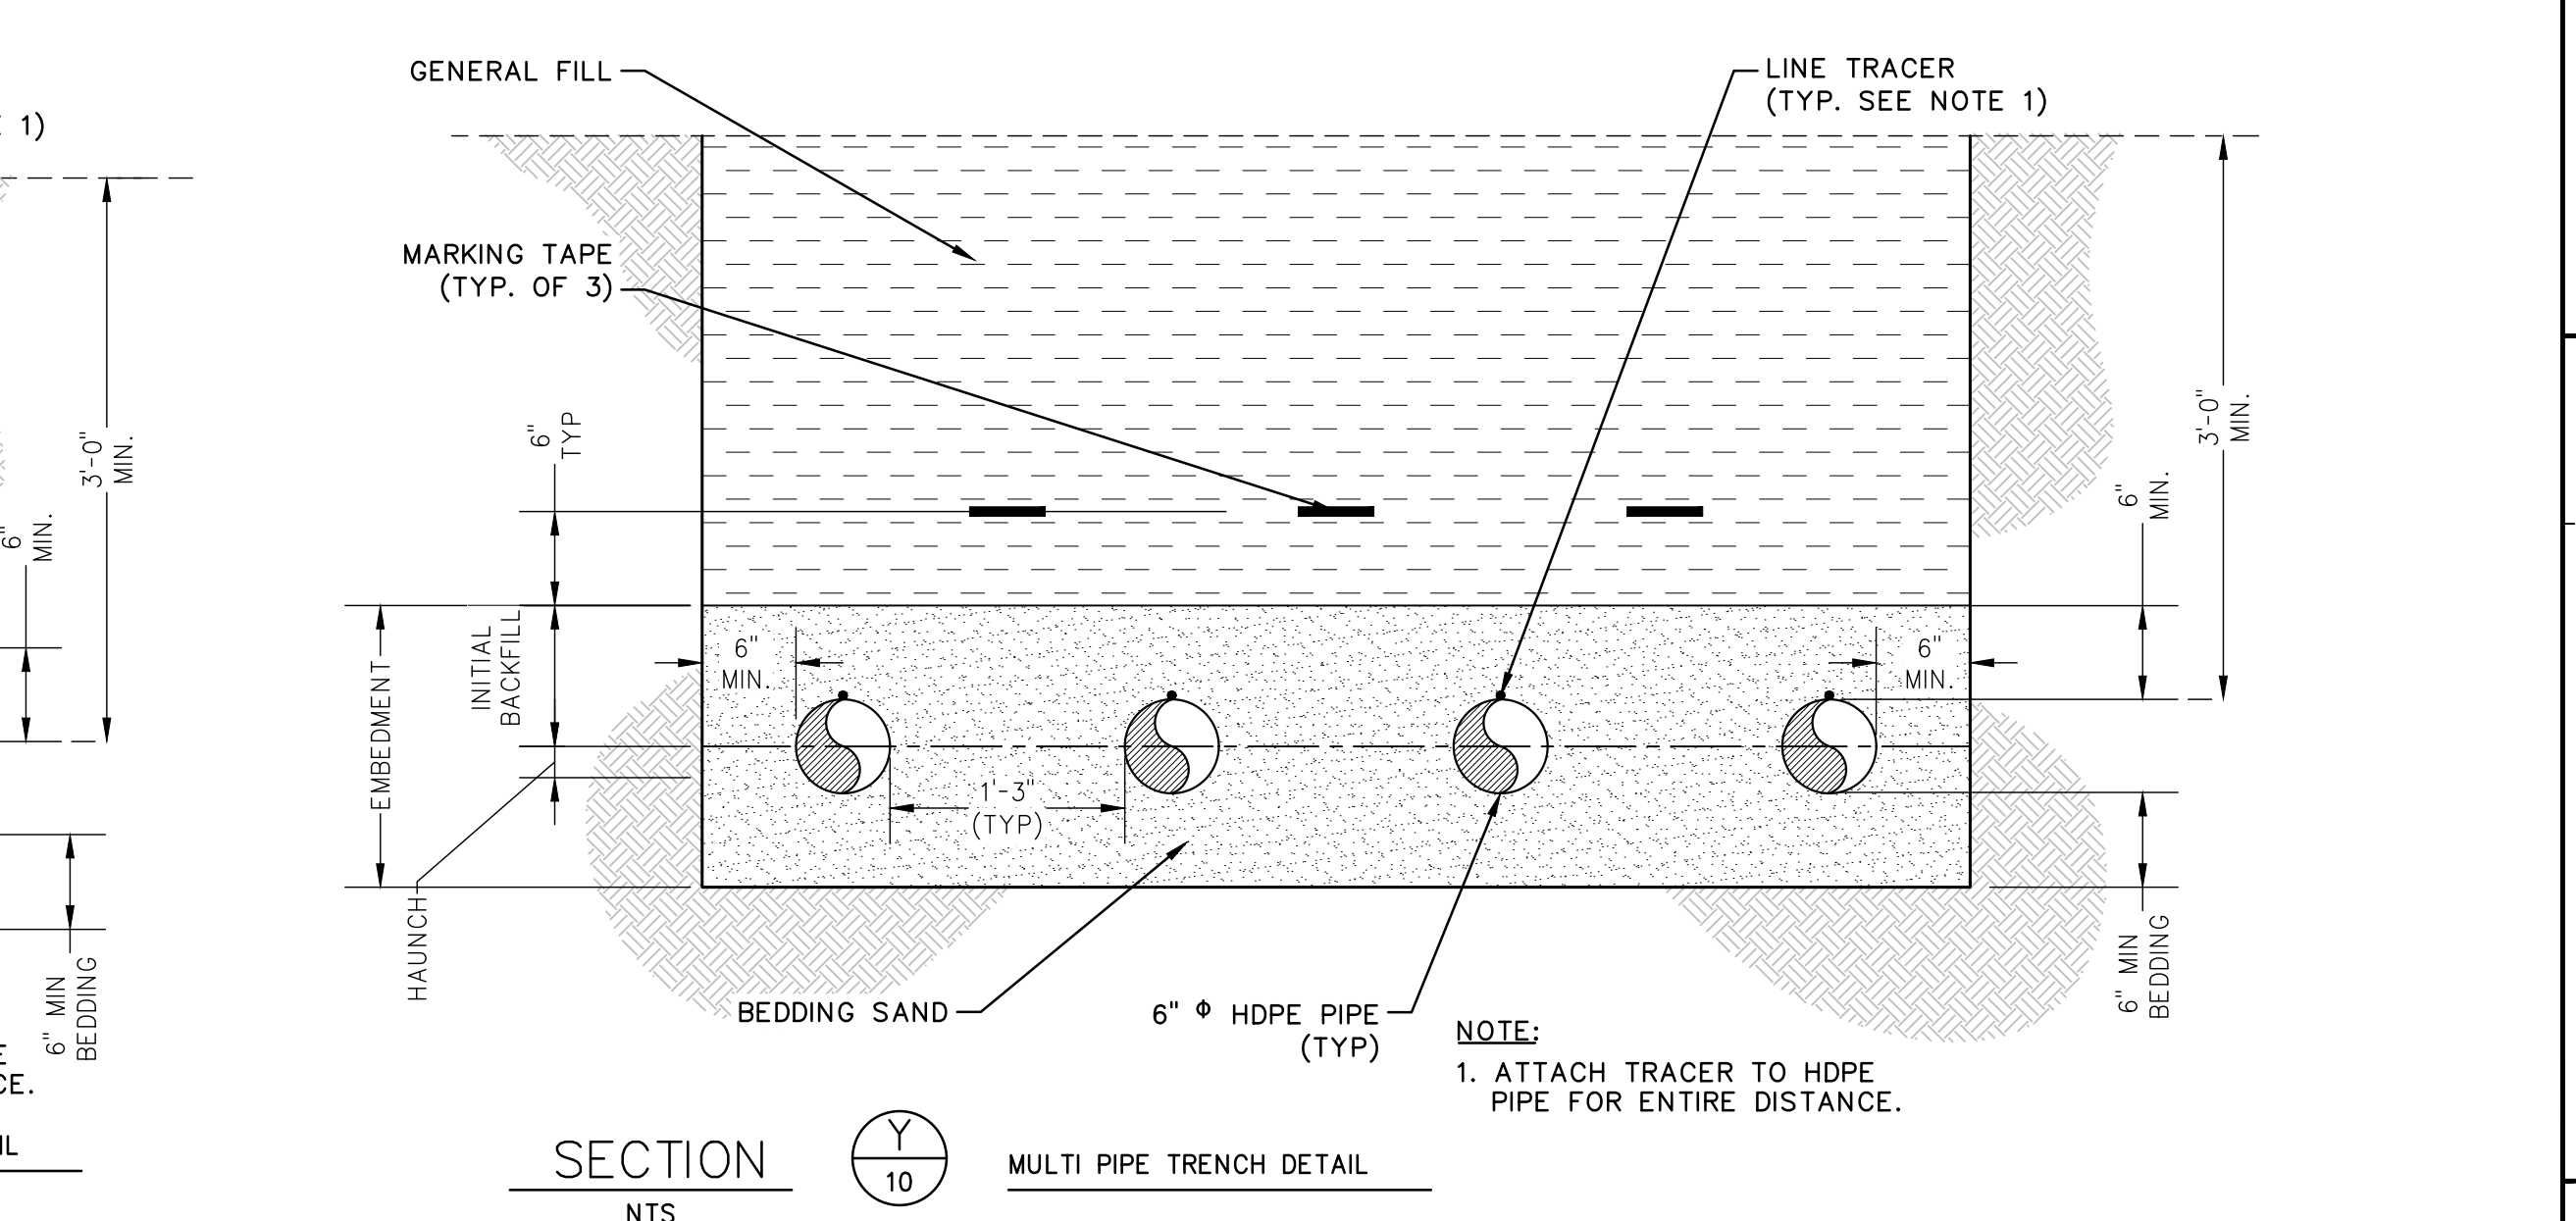 GENERAL FILL
LINE TRACER
(TYP. SEE NOTE 1)
1)
MARKING TAPE
(TYP. OF 3)
3'-0"
MIN.
6"
MIN.
6"
TYP
3'-0"
MIN.
6"
MIN.
INITIAL
BACKFILL
EMBEDMENT
HAUNCH
6"
MIN.
6"
MIN.
1'-3"
(TYP)
6" MIN
BEDDING
6" MIN
BEDDING
BEDDING SAND
6" Φ HDPE PIPE
(TYP)
NOTE:
1. ATTACH TRACER TO HDPE
PIPE FOR ENTIRE DISTANCE.
CE.
IL
SECTION
NTS
Y
10
MULTI PIPE TRENCH DETAIL